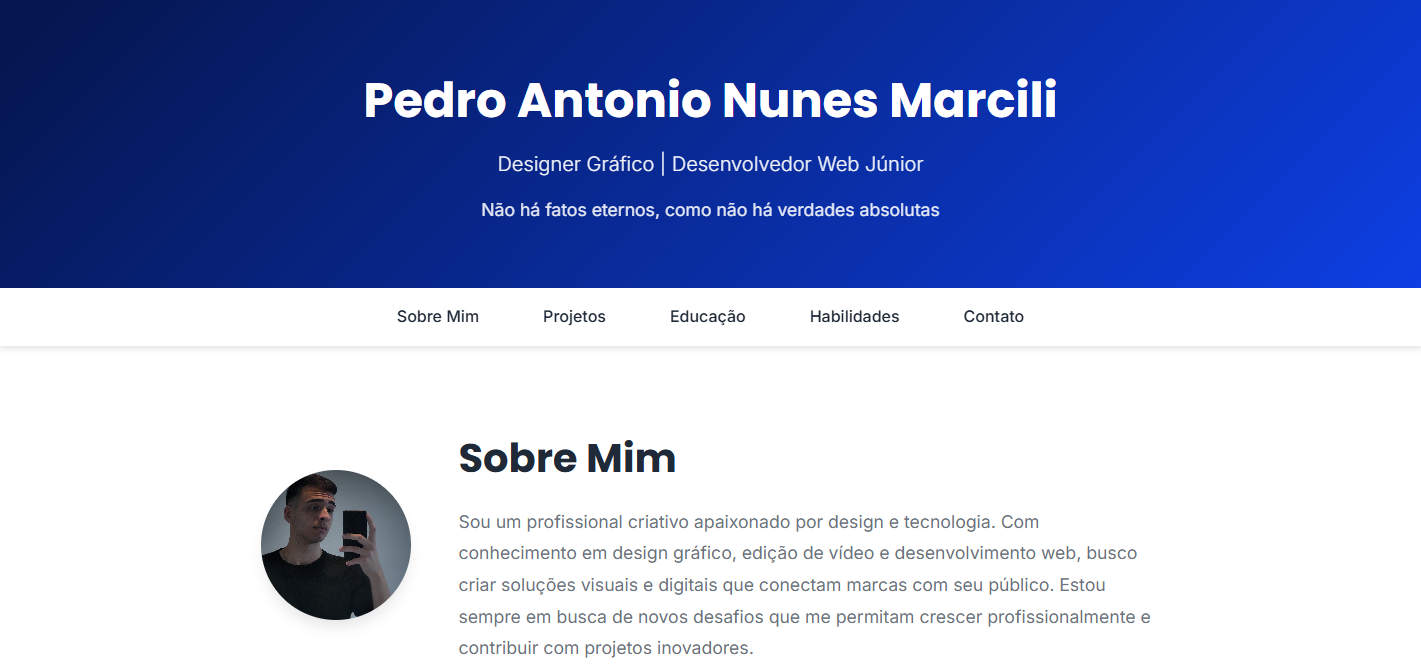 Pedro Antonio Nunes Marcili
Designer Gráfico | Desenvolvedor Web Júnior
Não há fatos eternos, como não há verdades absolutas
Sobre Mim
Projetos
Educação
Habilidades
Contato
Sobre Mim
Sou um profissional criativo apaixonado por design e tecnologia. Com
conhecimento em design gráfico, edição de vídeo e desenvolvimento web, busco
criar soluções visuais e digitais que conectam marcas com seu público. Estou
sempre em busca de novos desafios que me permitam crescer profissionalmente e
contribuir com projetos inovadores.